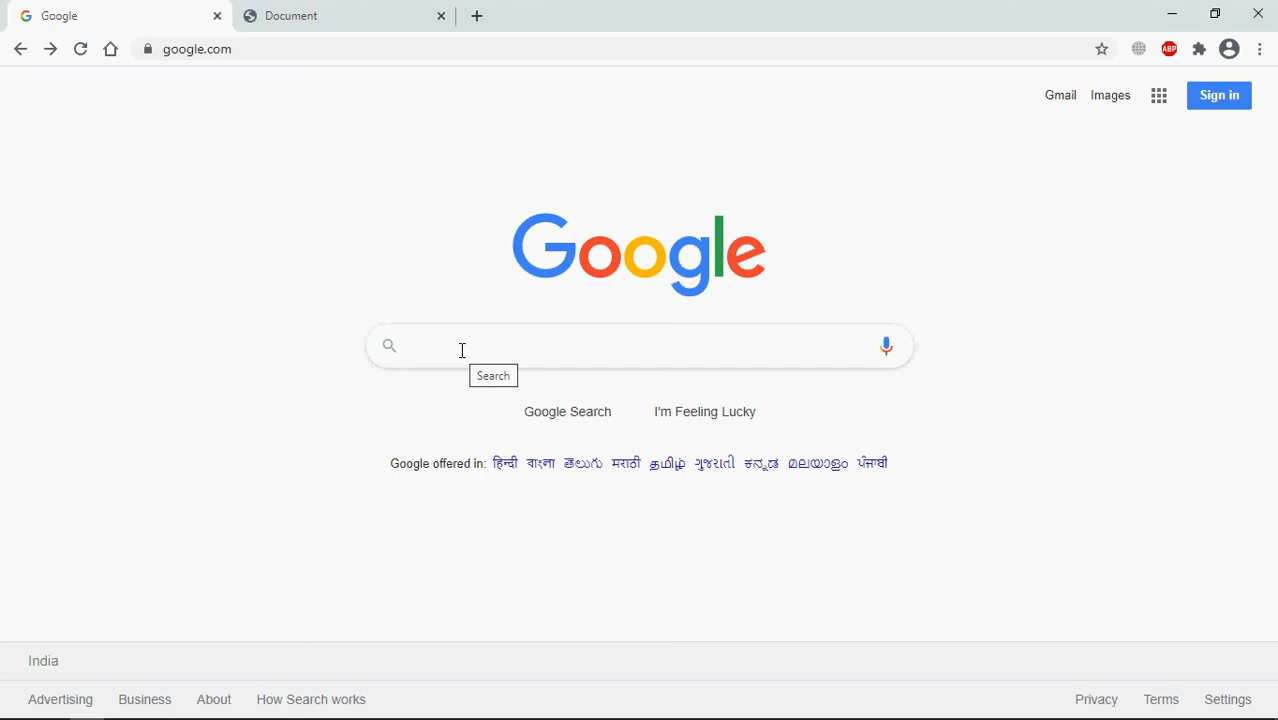 Google
Document
google.com
ABP
Gmail Images Sign in
Google
Search
Google Search I'm Feeling Lucky
Google offered in: हिन्दी বাংলা తెలుగు मराठी தமிழ் ગુજરાતી ಕನ್ನಡ മലയാളം ਪੰਜਾਬੀ
India
Advertising Business About How Search works Privacy Terms Settings